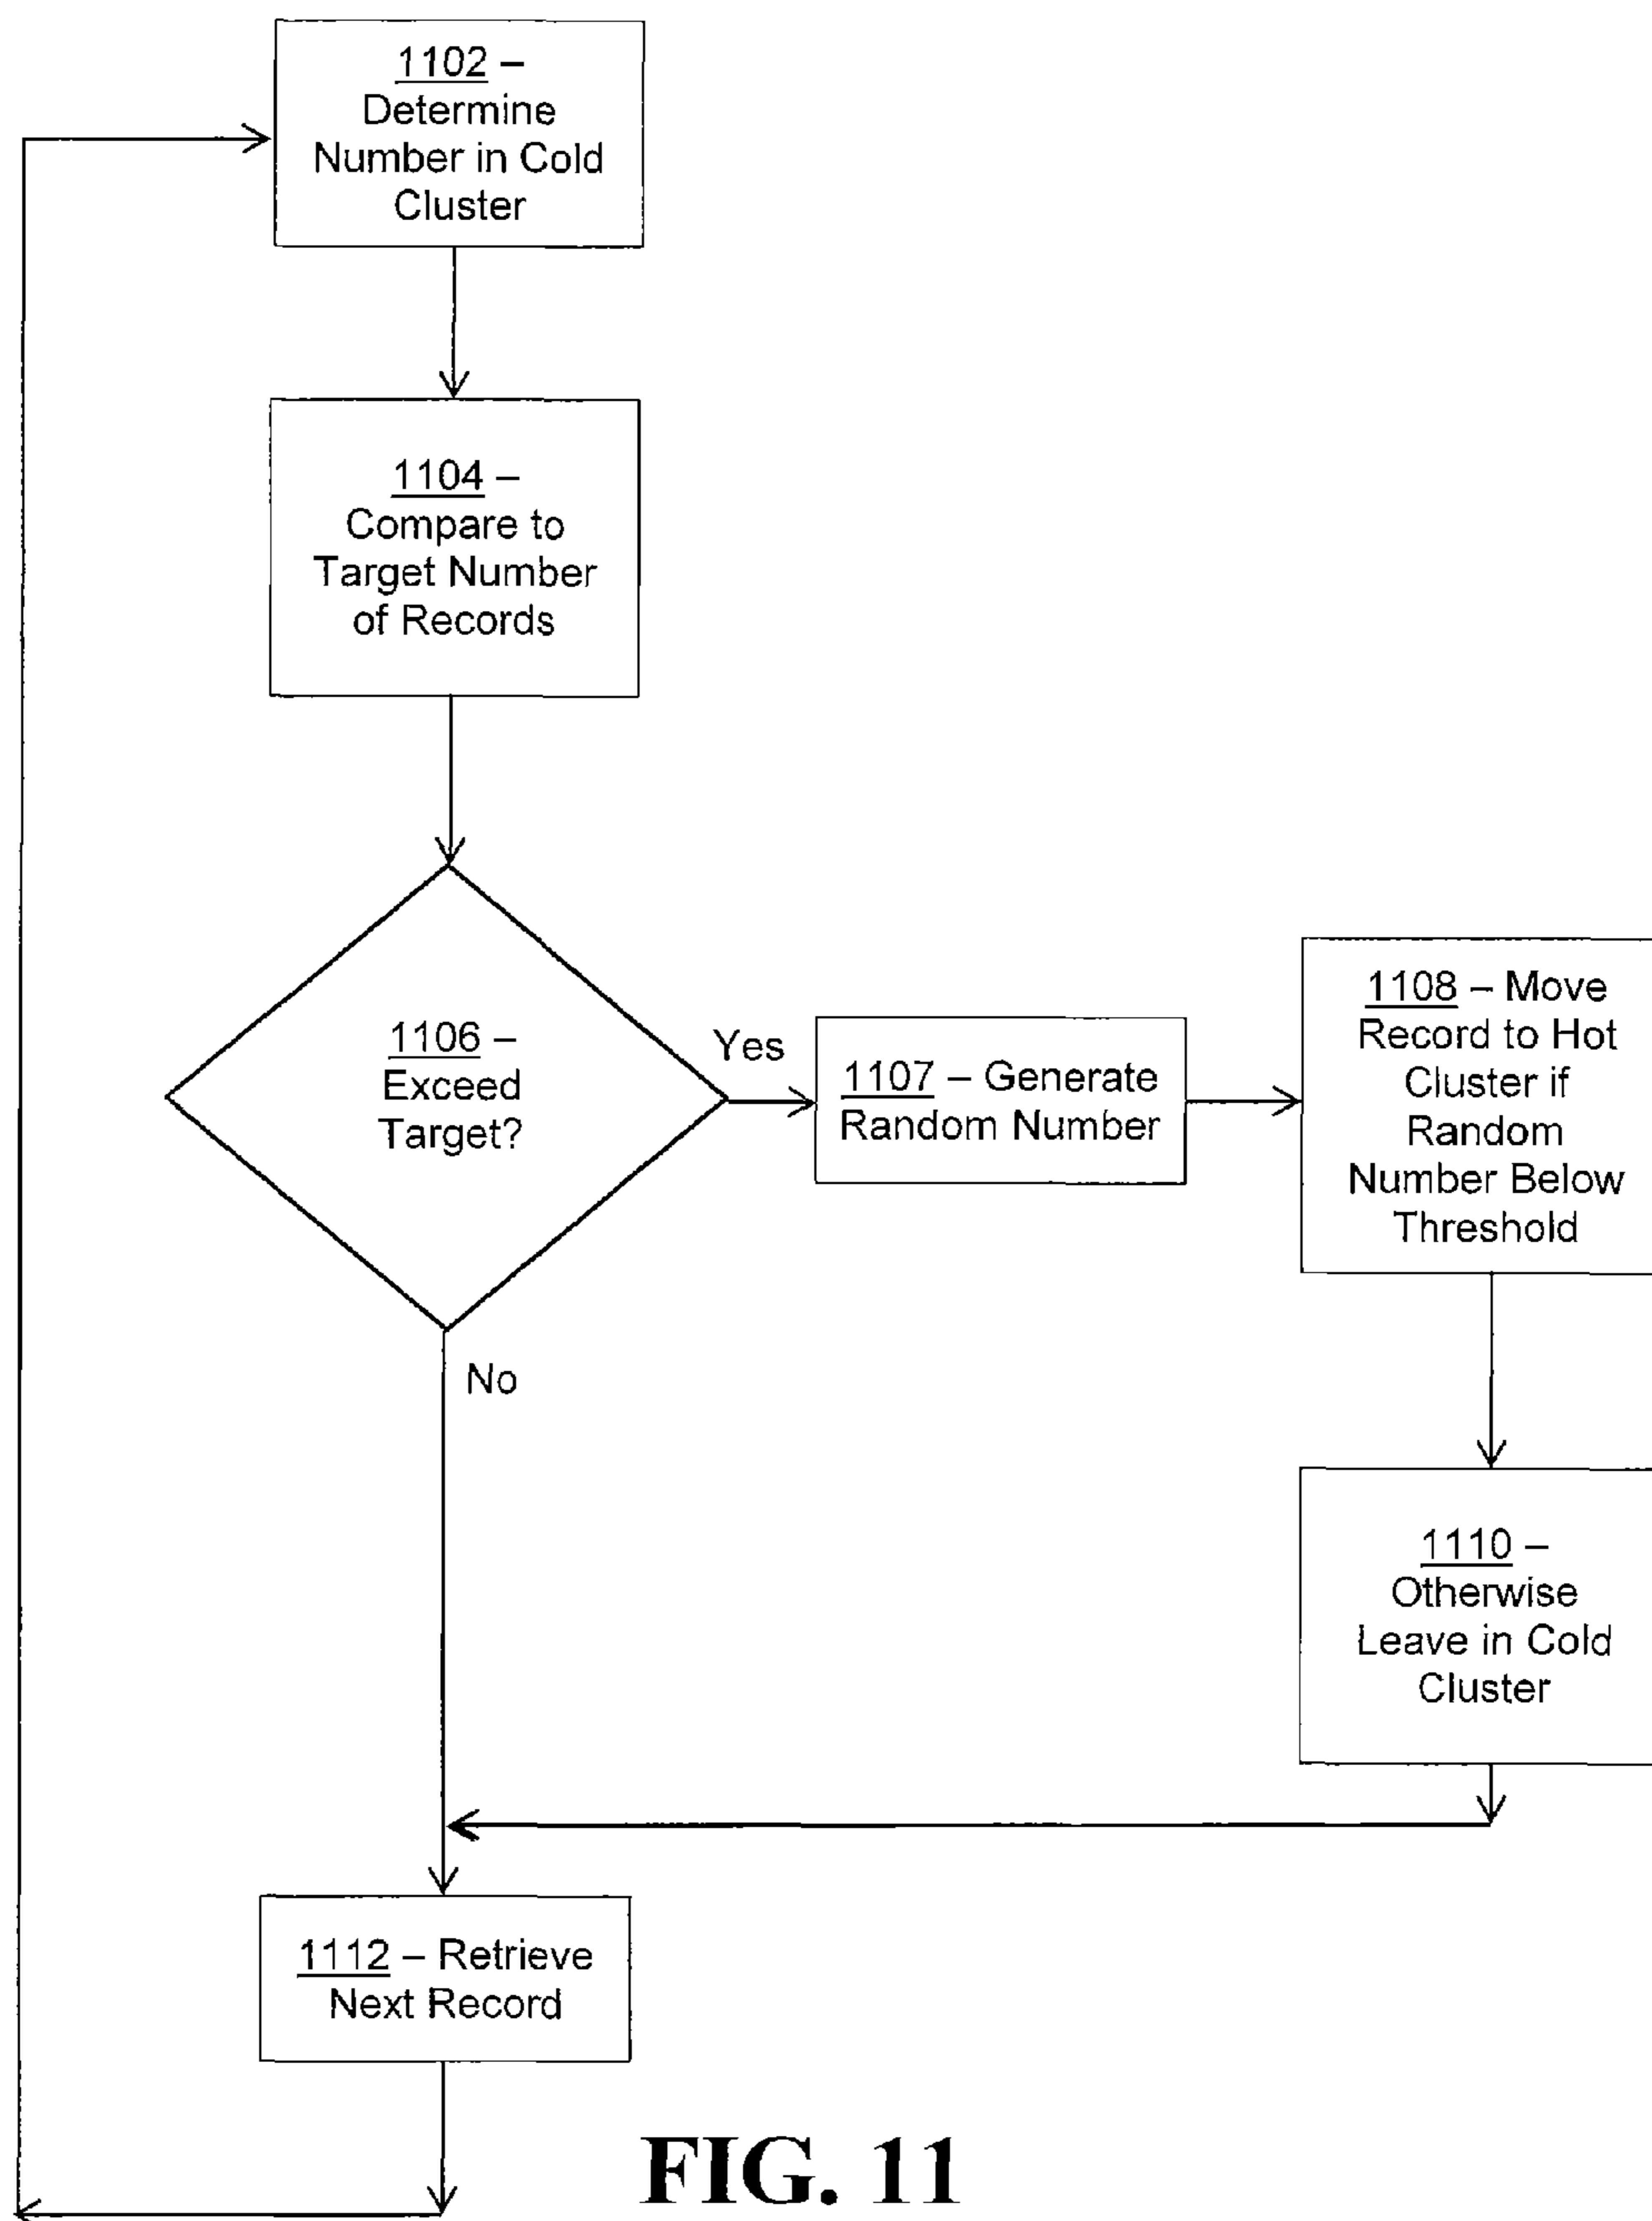 1102 –
Determine
Number in Cold
Cluster
1104 –
Compare to
Target Number
of Records
1106 –
Exceed
Target?
Yes
1107 – Generate
Random Number
1108 – Move
Record to Hot
Cluster if
Random
Number Below
Threshold
No
1110 –
Otherwise
Leave in Cold
Cluster
1112 – Retrieve
Next Record
FIG. 11